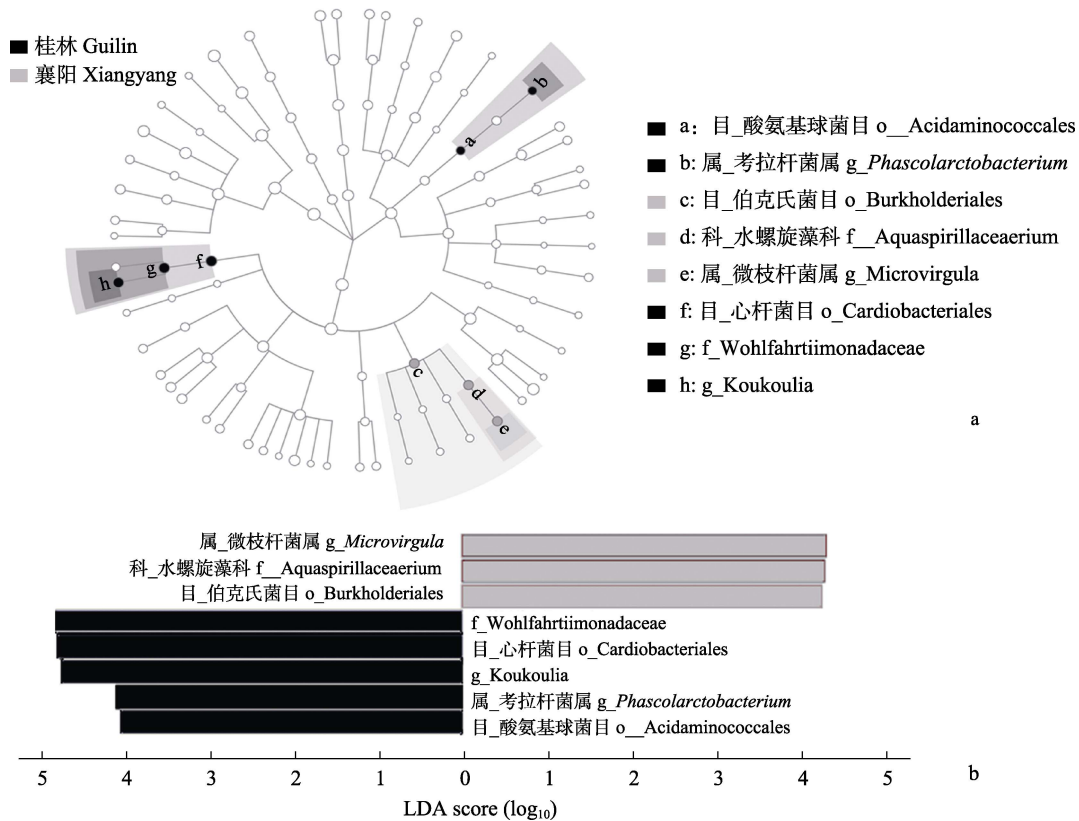 桂林 Guilin
襄阳 Xiangyang
b
a
h
g
f
c
d
e
a：目_酸氨基球菌目 o__Acidaminococcales
b: 属_考拉杆菌属 g_Phascolarctobacterium
c: 目_伯克氏菌目 o_Burkholderiales
d: 科_水螺旋藻科 f__Aquaspirillaceaerium
e: 属_微枝杆菌属 g_Microvirgula
f: 目_心杆菌目 o_Cardiobacteriales
g: f_Wohlfahrtiimonadaceae
h: g_Koukoulia
a
属_微枝杆菌属 g_Microvirgula
科_水螺旋藻科 f__Aquaspirillaceaerium
目_伯克氏菌目 o_Burkholderiales
f_Wohlfahrtiimonadaceae
目_心杆菌目 o_Cardiobacteriales
g_Koukoulia
属_考拉杆菌属 g_Phascolarctobacterium
目_酸氨基球菌目 o__Acidaminococcales
5 4 3 2 1 0 1 2 3 4 5
b
LDA score (log₁₀)